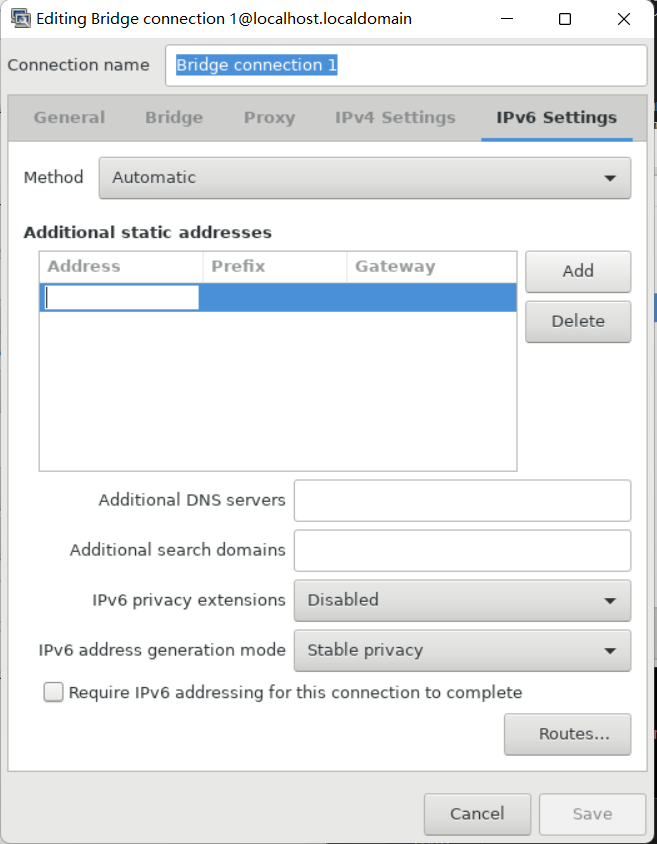 Editing Bridge connection 1@localhost.localdomain
Connection name Bridge connection 1
General Bridge Proxy IPv4 Settings IPv6 Settings
Method Automatic
Additional static addresses
Address Prefix Gateway
Add
Delete
Additional DNS servers
Additional search domains
IPv6 privacy extensions Disabled
IPv6 address generation mode Stable privacy
Require IPv6 addressing for this connection to complete
Routes...
Cancel Save